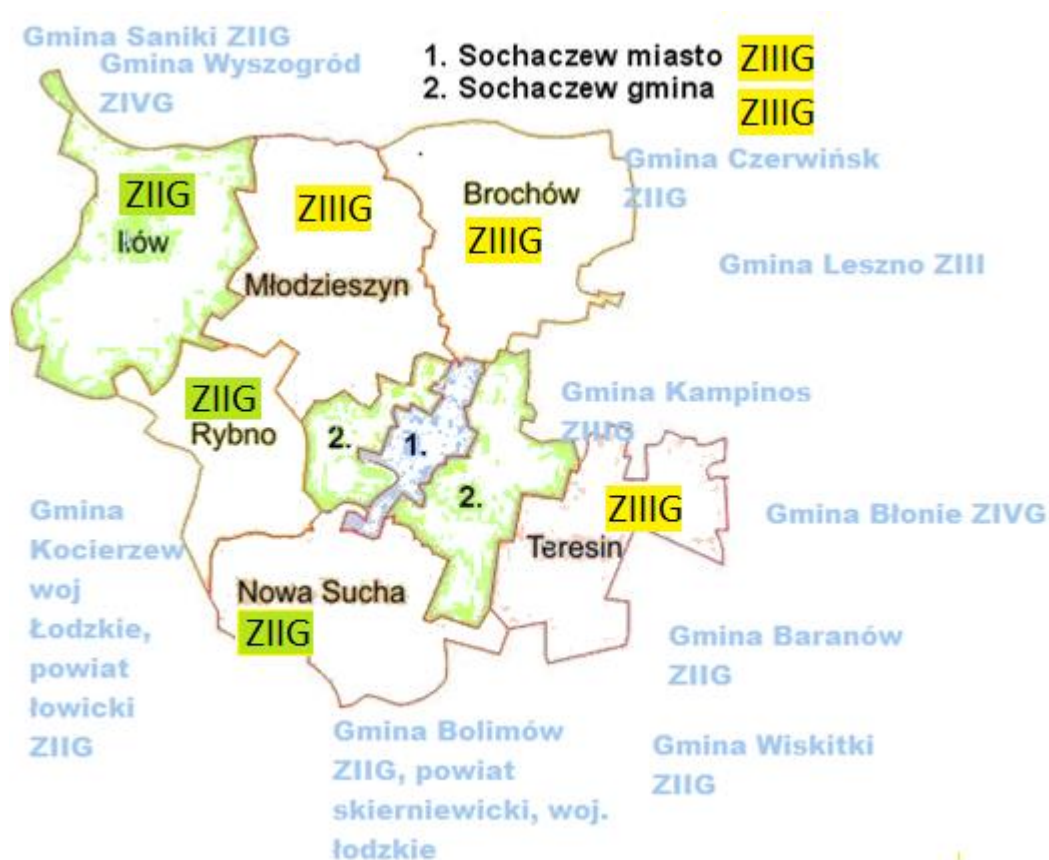 Gmina Saniki ZIIG
Gmina Wyszogród
ZIVG
1. Sochaczew miasto ZIIIG
2. Sochaczew gmina
ZIIIG
Gmina Czerwińsk
ZIIG
ZIIG
Iłów
ZIIIG
Młodzieszyn
Brochów
ZIIIG
Gmina Leszno ZIII
ZIIG
Rybno
2.
1.
2.
Gmina Kampinos
ZIIIG
ZIIIG
Teresin
Gmina Błonie ZIVG
Gmina
Kocierzew
woj
Łodzkie,
powiat
łowicki
ZIIG
Nowa Sucha
ZIIG
Gmina Baranów
ZIIG
Gmina Bolimów
ZIIG, powiat
skierniewicki, woj.
łodzkie
Gmina Wiskitki
ZIIG